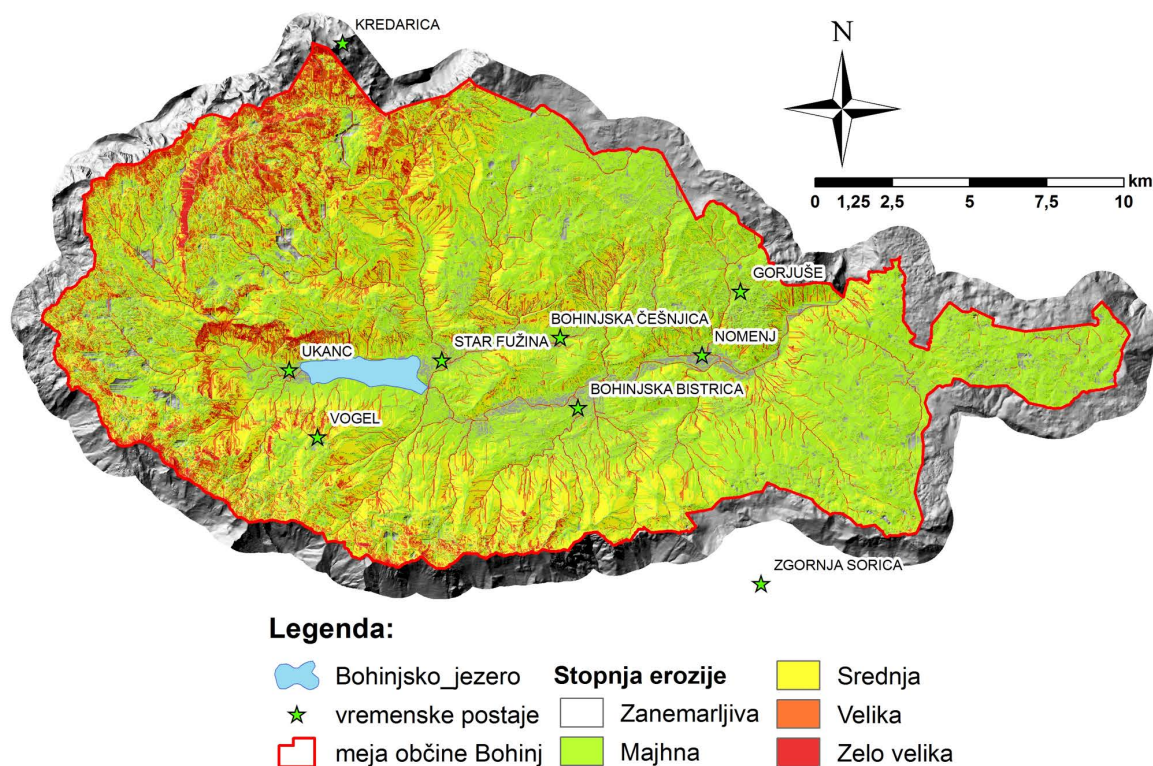 KREDARICA
N
km
0 1,25 2,5 5 7,5 10
GORJUŠE
BOHINJSKA ČEŠNJICA
STAR FUŽINA
NOMENJ
UKANC
BOHINJSKA BISTRICA
VOGEL
ZGORNJA SORICA
Legenda:
Bohinjsko_jezero
vremenske postaje
meja občine Bohinj
Stopnja erozije
Zanemarljiva
Majhna
Srednja
Velika
Zelo velika